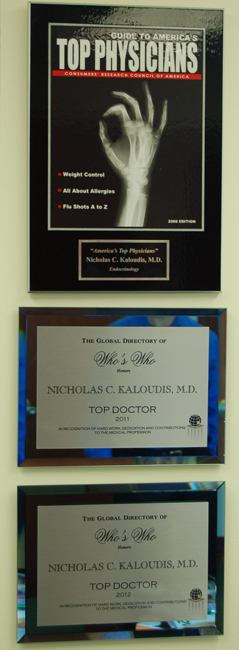 GUIDE TO AMERICA'S
TOP PHYSICIANS
CONSUMERS' RESEARCH COUNCIL OF AMERICA
Weight Control
All About Allergies
Flu Shots A to Z
2008 EDITION
"America's Top Physicians"
Nicholas C. Kaloudis, M.D.
Endocrinology
THE GLOBAL DIRECTORY OF
Who's Who
Honors
NICHOLAS C. KALOUDIS, M.D.
TOP DOCTOR
2011
IN RECOGNITION OF HARD WORK, DEDICATION AND CONTRIBUTIONS
TO THE MEDICAL PROFESSION
THE GLOBAL DIRECTORY OF
Who's Who
Honors
NICHOLAS C. KALOUDIS, M.D.
TOP DOCTOR
2012
IN RECOGNITION OF HARD WORK, DEDICATION AND CONTRIBUTIONS
TO THE MEDICAL PROFESSION